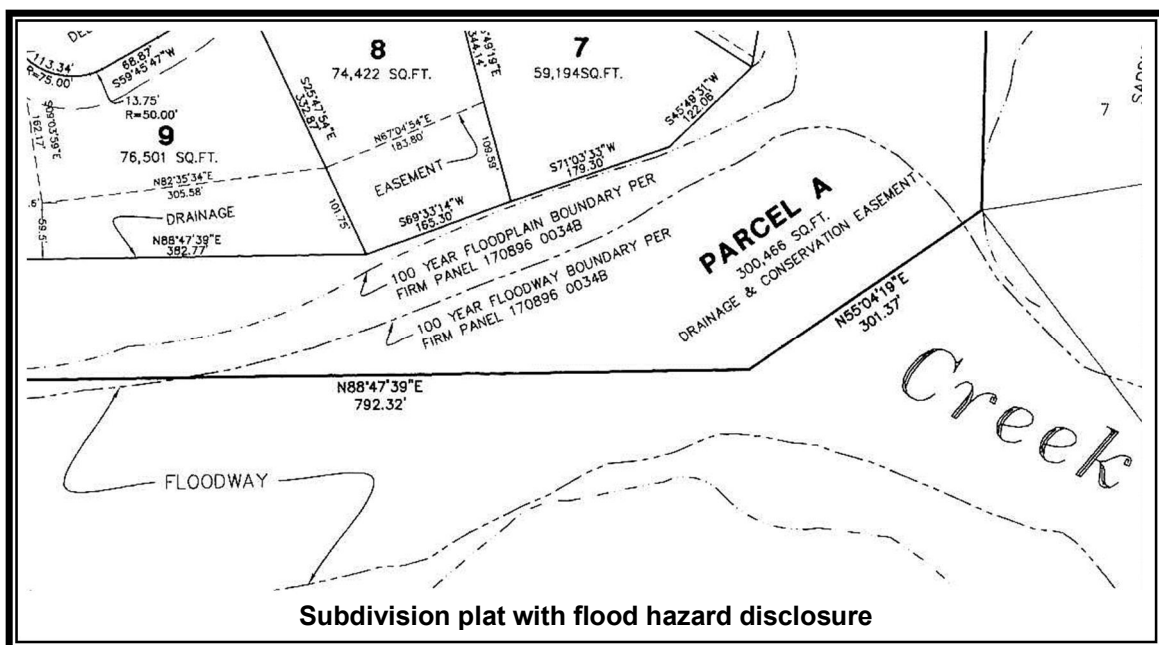 113.34'
R=75.00'
68.87'
S59°45'47"W
13.75'
R=50.00'
9
76,501 SQ.FT.
162.17'
N82°35'34"E
305.58'
DRAINAGE
N88°47'39"E
382.77'
S25°47'54"E
332.87'
101.75'
8
74,422 SQ.FT.
N67°04'54"E
183.80'
EASEMENT
S69°33'14"W
165.30'
344.14'
109.59'
7
59,194SQ.FT.
S45°49'31"W
122.06'
S71°03'33"W
179.30'
100 YEAR FLOODPLAIN BOUNDARY PER
FIRM PANEL 170896 0034B
100 YEAR FLOODWAY BOUNDARY PER
FIRM PANEL 170896 0034B
PARCEL A
300,466 SQ.FT.
DRAINAGE & CONSERVATION EASEMENT
N55°04'19"E
301.37'
7
N88°47'39"E
792.32'
Creek
FLOODWAY
Subdivision plat with flood hazard disclosure